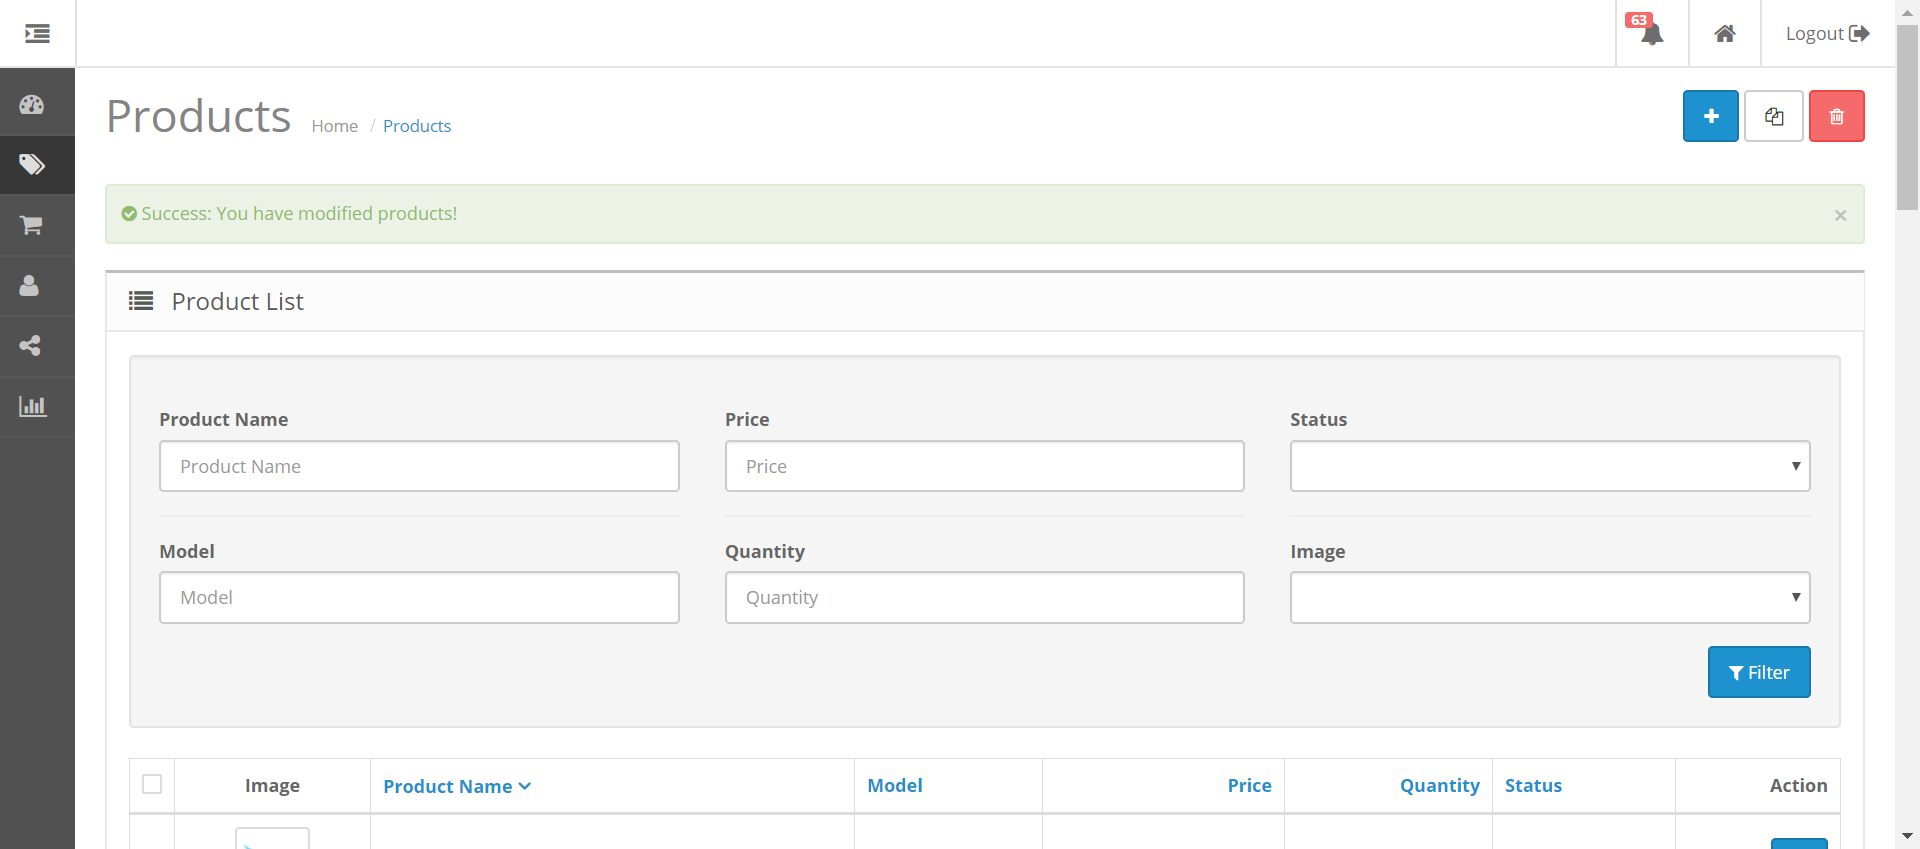 63
Logout
Products
Home / Products
Success: You have modified products!
×
Product List
Product Name
Price
Status
Product Name
Price
Model
Quantity
Image
Model
Quantity
Filter
Image
Product Name
Model
Price
Quantity
Status
Action